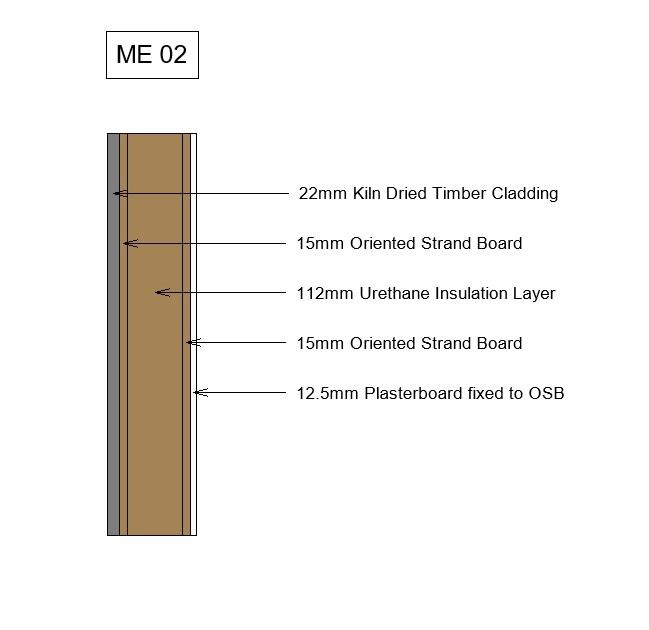 ME 02
22mm Kiln Dried Timber Cladding
15mm Oriented Strand Board
112mm Urethane Insulation Layer
15mm Oriented Strand Board
12.5mm Plasterboard fixed to OSB